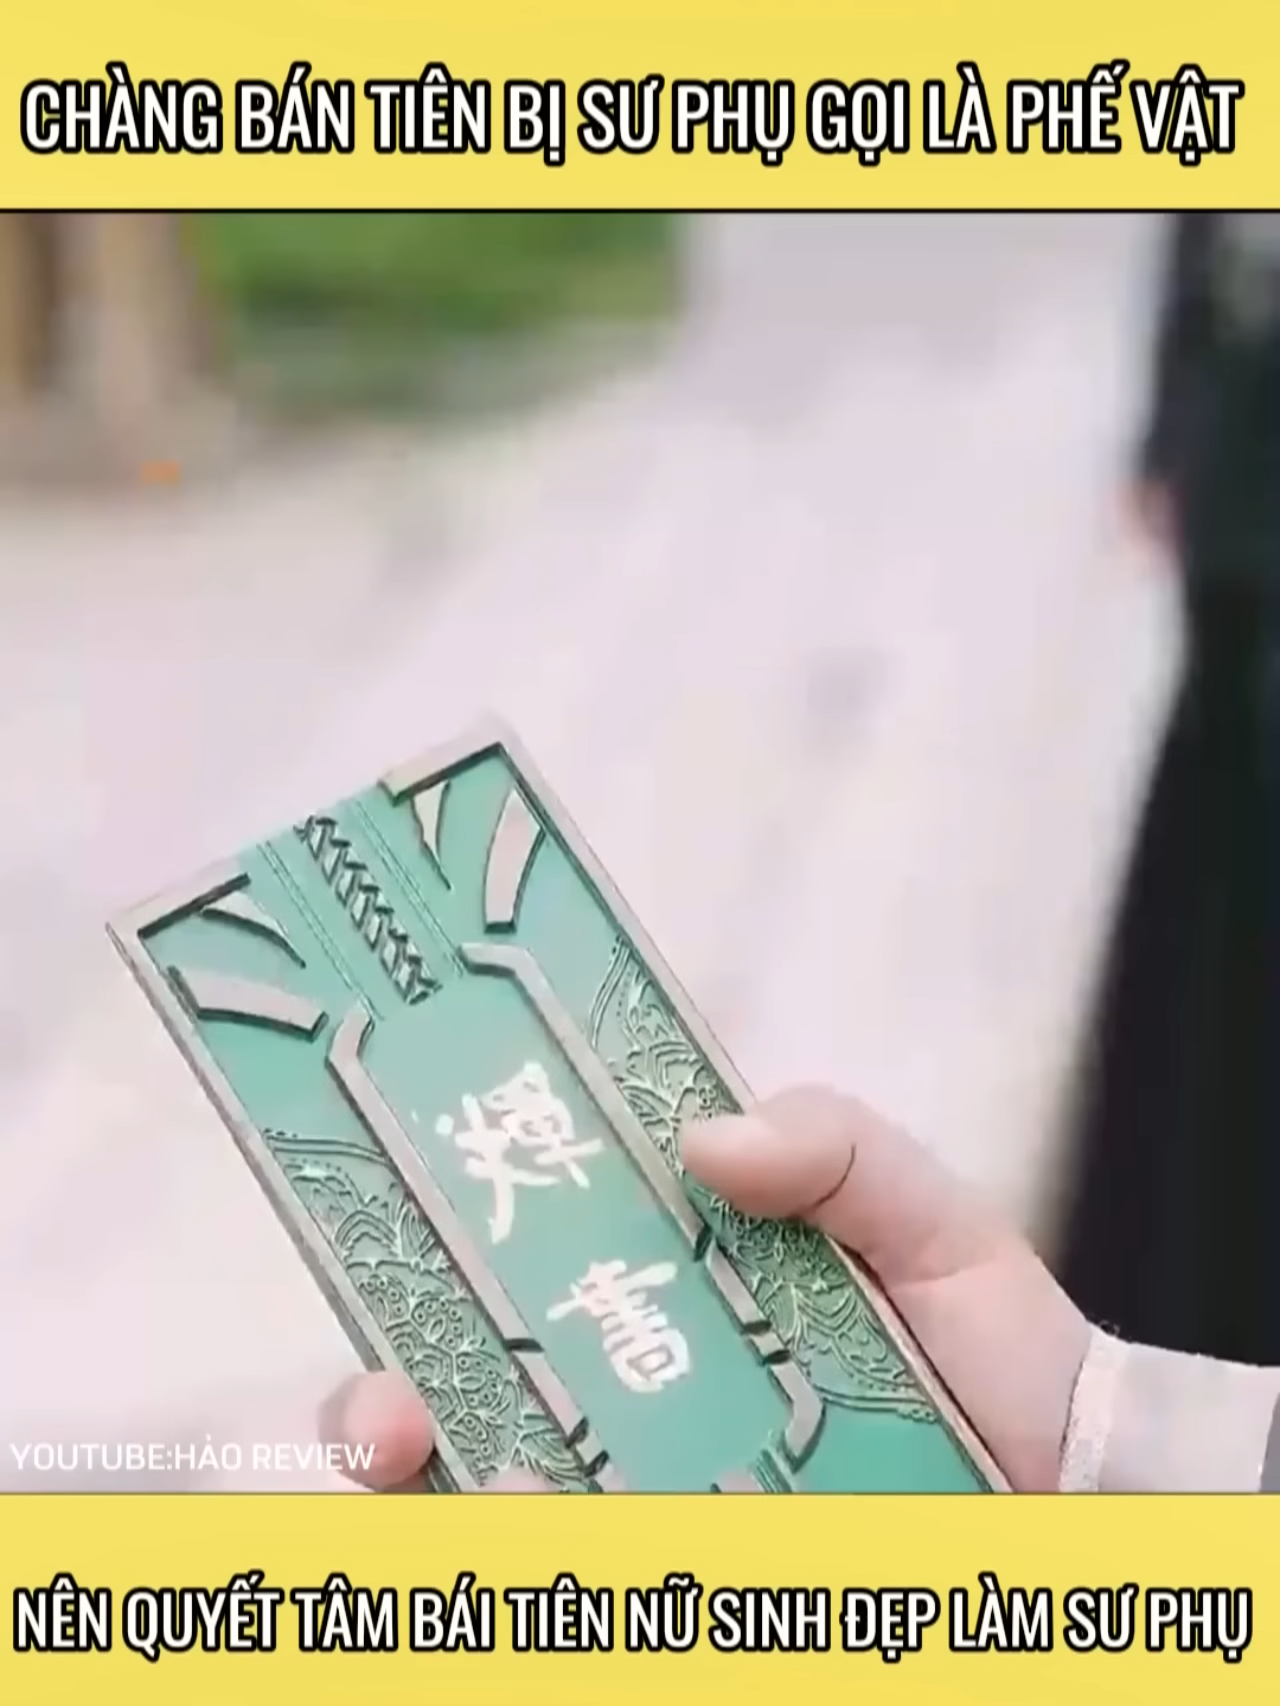 CHÀNG BÁN TIÊN BỊ SƯ PHỤ GỌI LÀ PHẾ VẬT
書
YOUTUBE:HẢO REVIEW
NÊN QUYẾT TÂM BÁI TIÊN NỮ SINH ĐẸP LÀM SƯ PHỤ